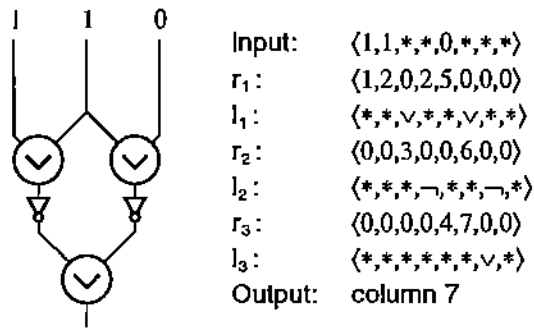 1 1 0
∨ ∨
∨
Input: ⟨1,1,*,*,0,*,*,*⟩
r₁: ⟨1,2,0,2,5,0,0,0⟩
l₁: ⟨*,*,∨,*,*,∨,*,*⟩
r₂: ⟨0,0,3,0,0,6,0,0⟩
l₂: ⟨*,*,*,¬,*,*,¬,*⟩
r₃: ⟨0,0,0,0,4,7,0,0⟩
l₃: ⟨*,*,*,*,*,*,∨,*⟩
Output: column 7